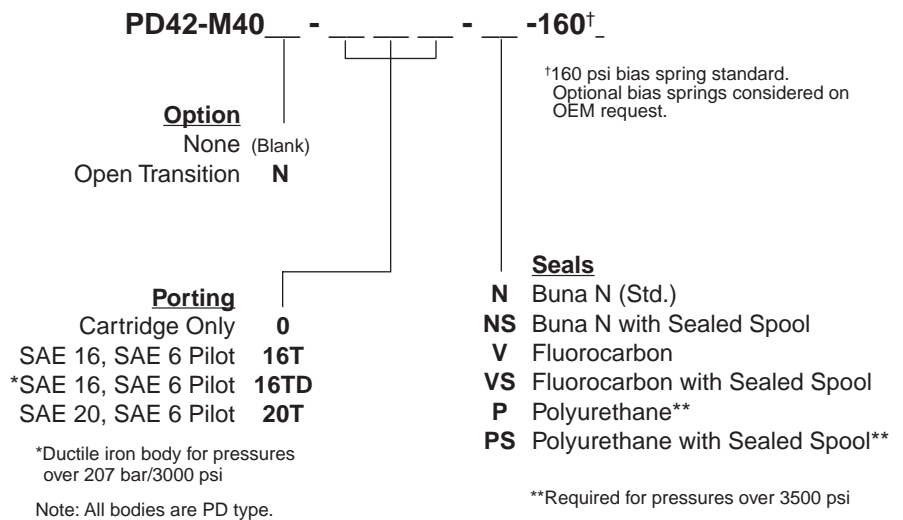 PD42-M40__ - __ __ __ - __ -160†_
†160 psi bias spring standard.
Optional bias springs considered on
OEM request.
Option
None (Blank)
Open Transition N
Porting
Cartridge Only 0
SAE 16, SAE 6 Pilot 16T
*SAE 16, SAE 6 Pilot 16TD
SAE 20, SAE 6 Pilot 20T
*Ductile iron body for pressures
over 207 bar/3000 psi
Note: All bodies are PD type.
Seals
N Buna N (Std.)
NS Buna N with Sealed Spool
V Fluorocarbon
VS Fluorocarbon with Sealed Spool
P Polyurethane**
PS Polyurethane with Sealed Spool**
**Required for pressures over 3500 psi